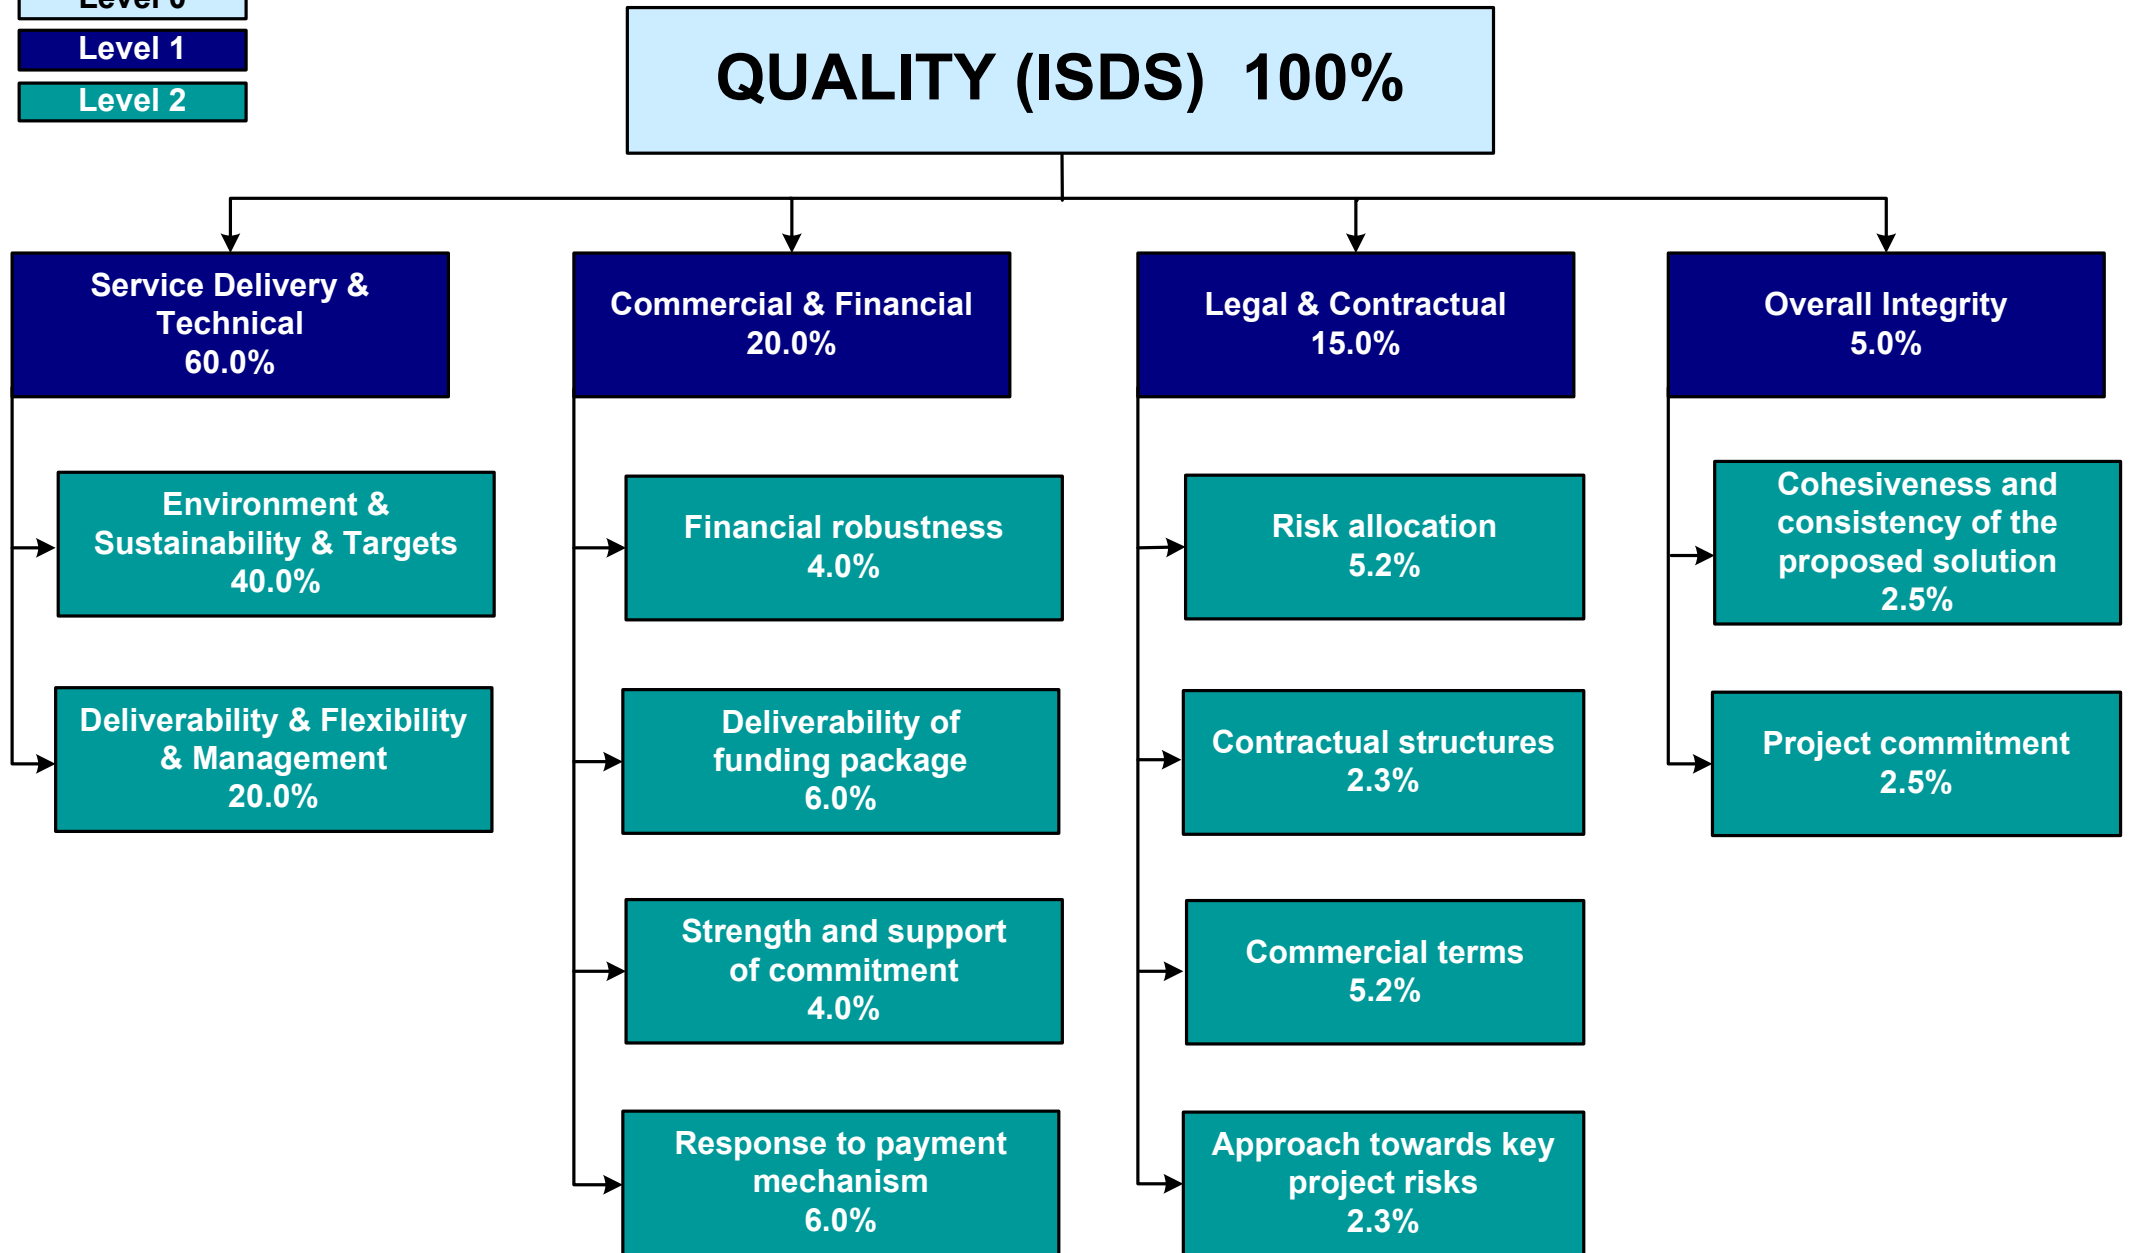 Level 0
Level 1
Level 2
QUALITY (ISDS) 100%
Service Delivery &
Technical
60.0%
Environment &
Sustainability & Targets
40.0%
Deliverability & Flexibility
& Management
20.0%
Commercial & Financial
20.0%
Financial robustness
4.0%
Deliverability of
funding package
6.0%
Strength and support
of commitment
4.0%
Response to payment
mechanism
6.0%
Legal & Contractual
15.0%
Risk allocation
5.2%
Contractual structures
2.3%
Commercial terms
5.2%
Approach towards key
project risks
2.3%
Overall Integrity
5.0%
Cohesiveness and
consistency of the
proposed solution
2.5%
Project commitment
2.5%